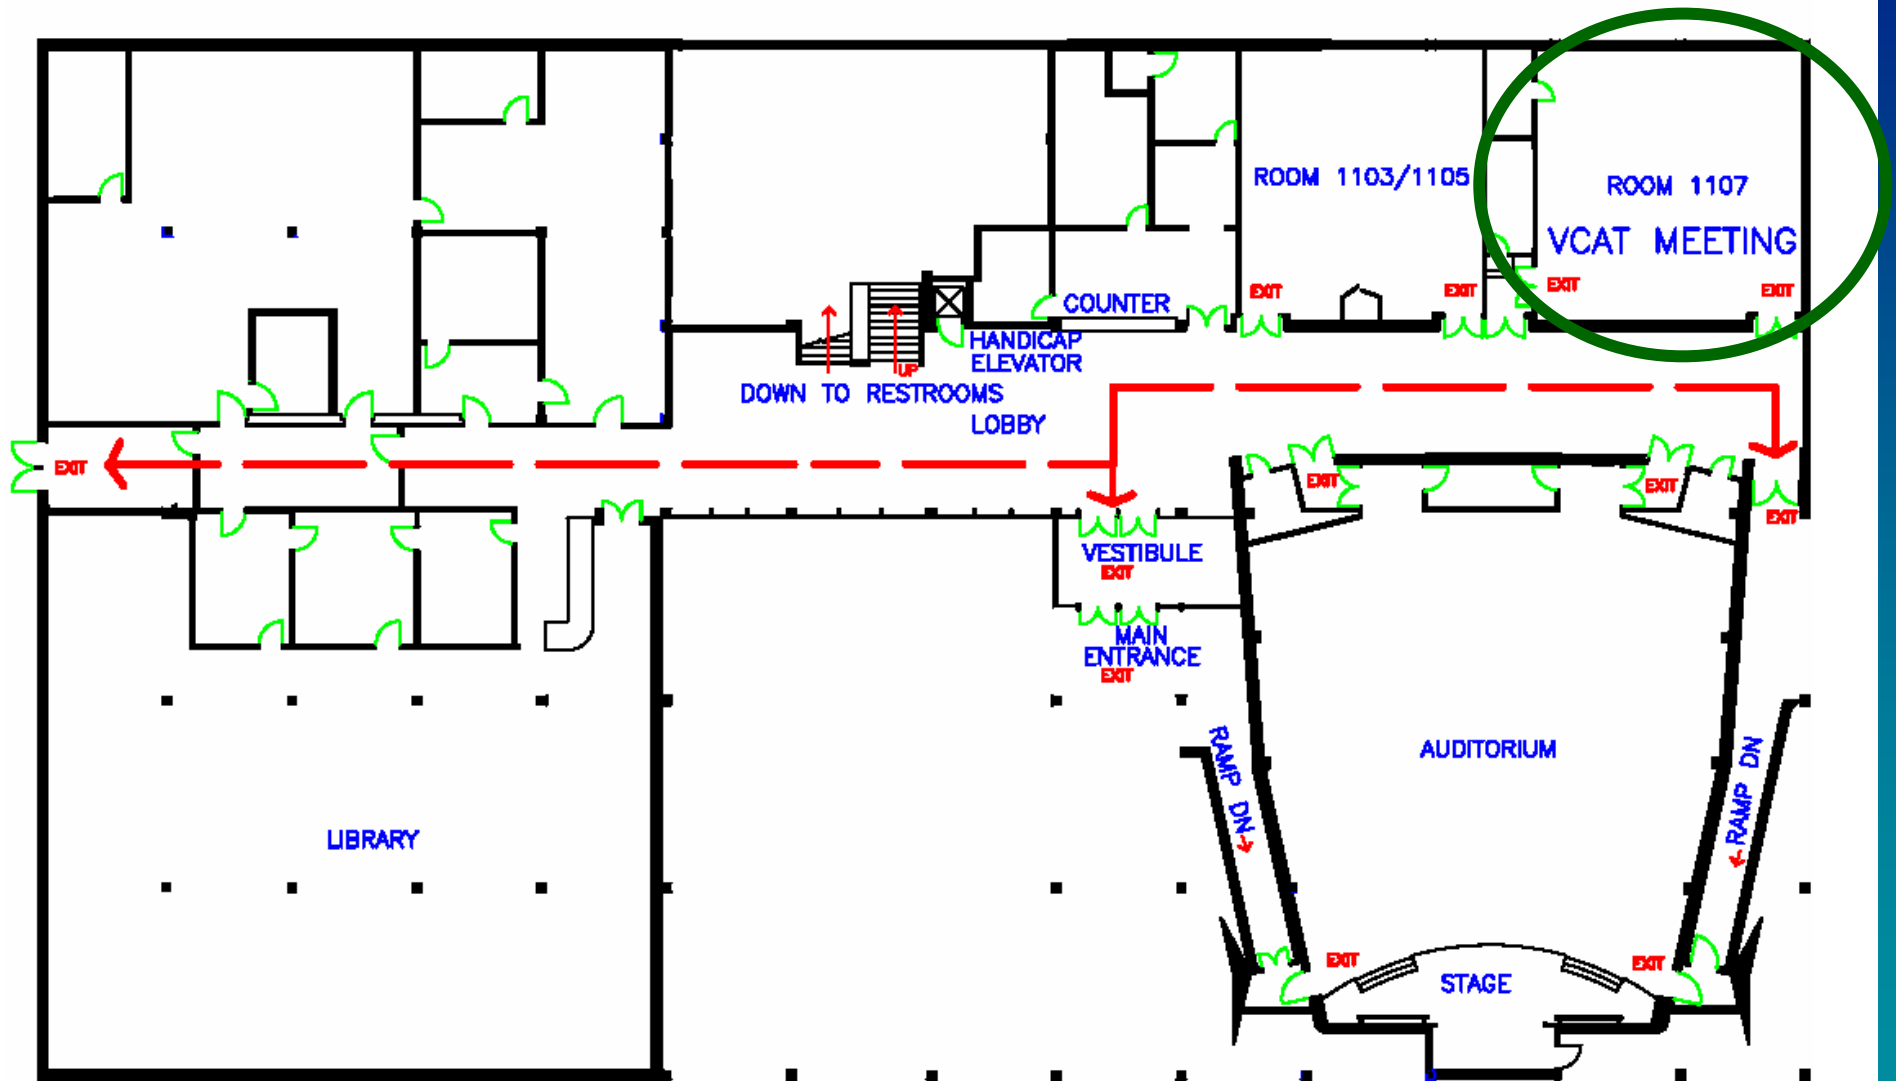 ROOM 1103/1105
ROOM 1107
VCAT MEETING
EXIT
EXIT
EXIT
EXIT
COUNTER
HANDICAP
ELEVATOR
UP
DOWN TO RESTROOMS
LOBBY
EXIT
EXIT
EXIT
EXIT
VESTIBULE
EXIT
MAIN
ENTRANCE
EXIT
RAMP DN
AUDITORIUM
RAMP DN
LIBRARY
EXIT
EXIT
STAGE